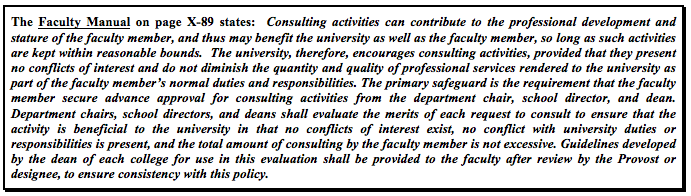 The Faculty Manual on page X-89 states: Consulting activities can contribute to the professional development and
stature of the faculty member, and thus may benefit the university as well as the faculty member, so long as such activities
are kept within reasonable bounds. The university, therefore, encourages consulting activities, provided that they present
no conflicts of interest and do not diminish the quantity and quality of professional services rendered to the university as
part of the faculty member's normal duties and responsibilities. The primary safeguard is the requirement that the faculty
member secure advance approval for consulting activities from the department chair, school director, and dean.
Department chairs, school directors, and deans shall evaluate the merits of each request to consult to ensure that the
activity is beneficial to the university in that no conflicts of interest exist, no conflict with university duties or
responsibilities is present, and the total amount of consulting by the faculty member is not excessive. Guidelines developed
by the dean of each college for use in this evaluation shall be provided to the faculty after review by the Provost or
designee, to ensure consistency with this policy.